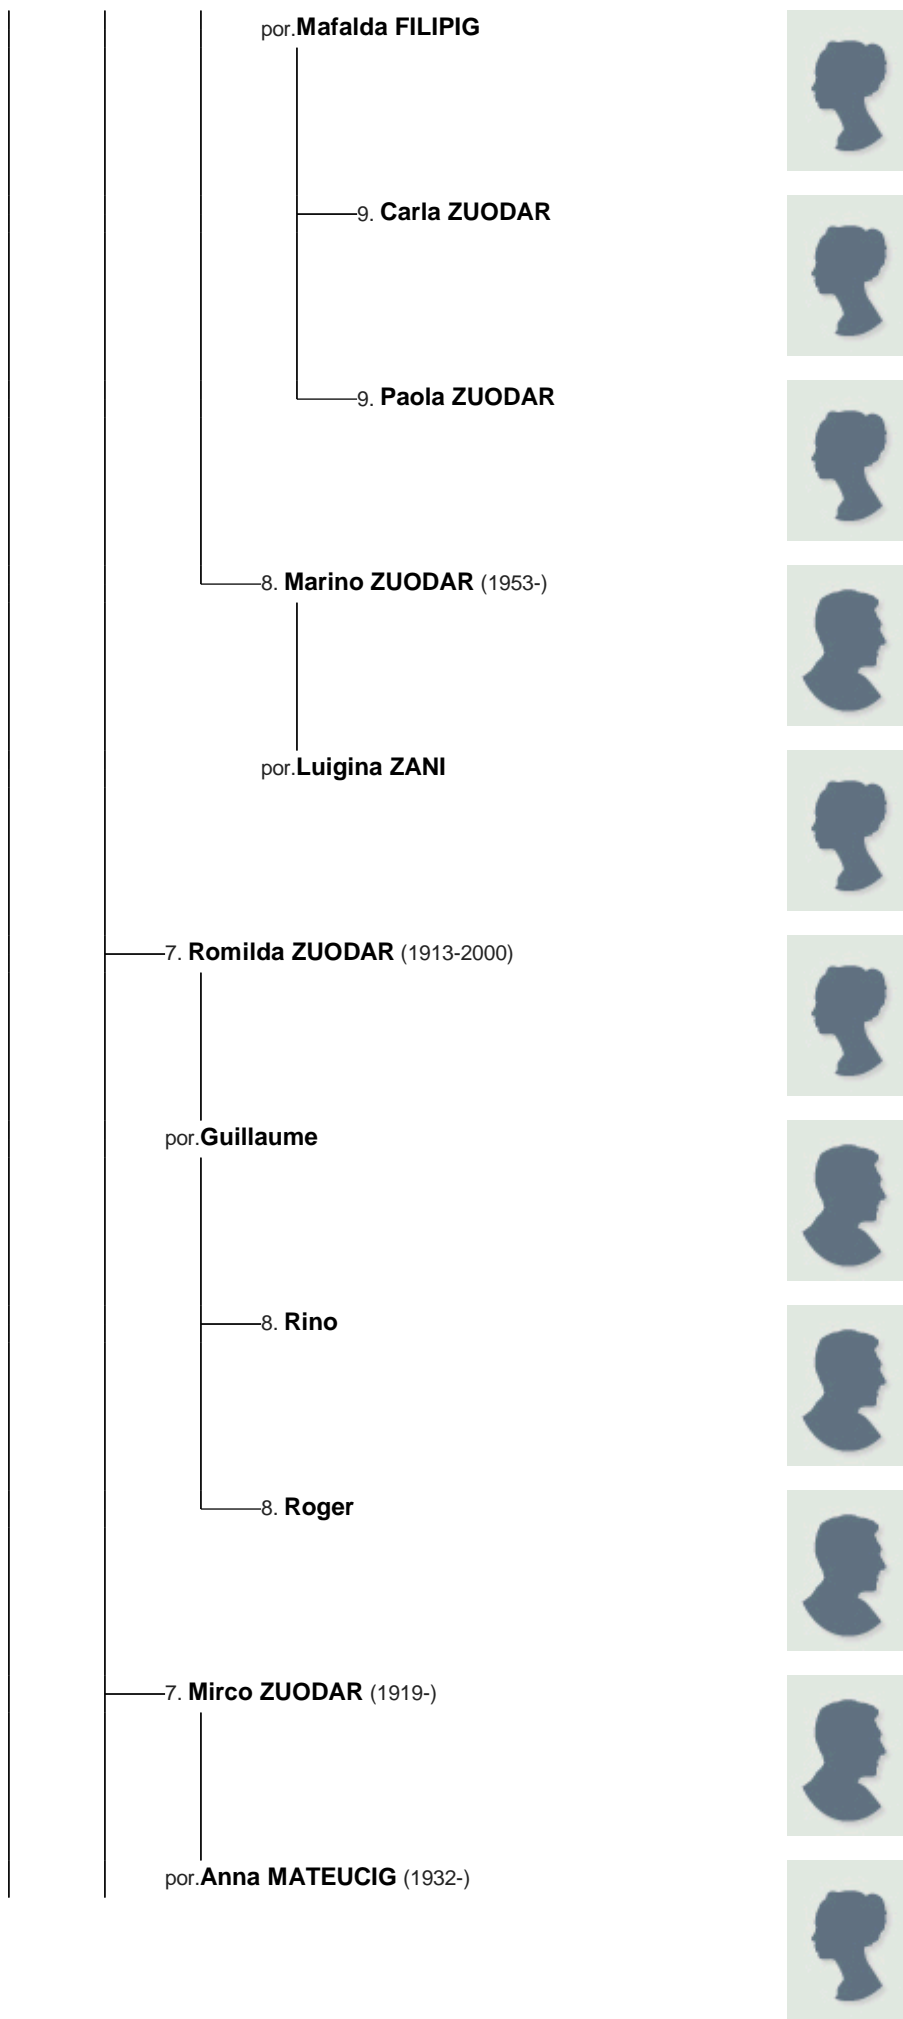 por.Mafalda FILIPIG
9. Carla ZUODAR
9. Paola ZUODAR
8. Marino ZUODAR (1953-)
por.Luigina ZANI
7. Romilda ZUODAR (1913-2000)
por.Guillaume
8. Rino
8. Roger
7. Mirco ZUODAR (1919-)
por.Anna MATEUCIG (1932-)